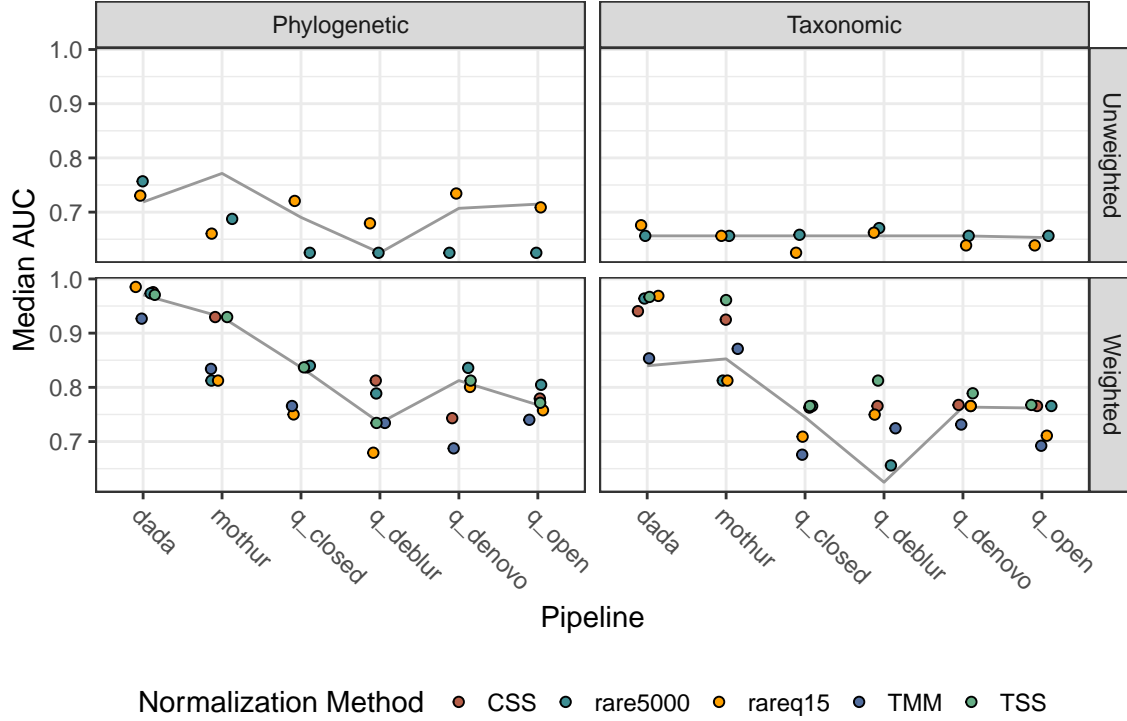 Phylogenetic Taxonomic
Median AUC
1.0
0.9
0.8
0.7
Unweighted
1.0
0.9
0.8
0.7
Weighted
dada mothur q_closed q_deblur q_denovo q_open dada mothur q_closed q_deblur q_denovo q_open
Pipeline
Normalization Method CSS rare5000 rareq15 TMM TSS